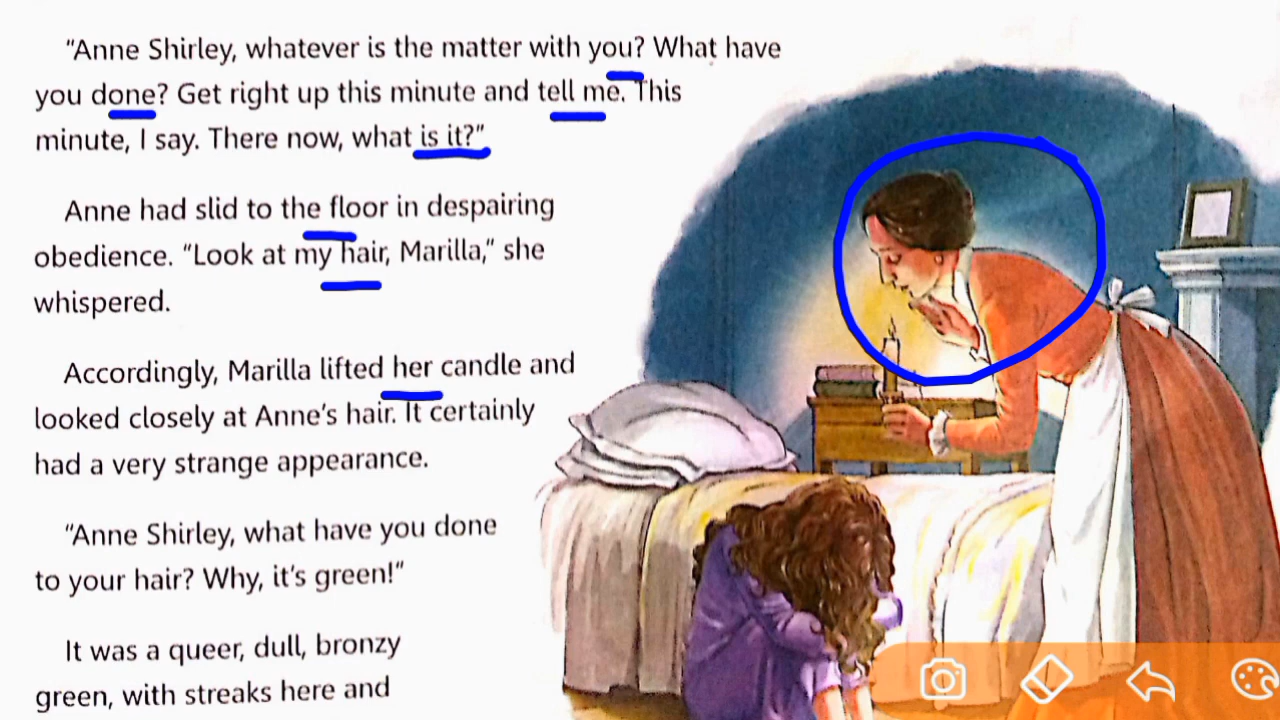 "Anne Shirley, whatever is the matter with you? What have
you done? Get right up this minute and tell me. This
minute, I say. There now, what is it?"
Anne had slid to the floor in despairing
obedience. "Look at my hair, Marilla," she
whispered.
Accordingly, Marilla lifted her candle and
looked closely at Anne's hair. It certainly
had a very strange appearance.
"Anne Shirley, what have you done
to your hair? Why, it's green!"
It was a queer, dull, bronzy
green, with streaks here and